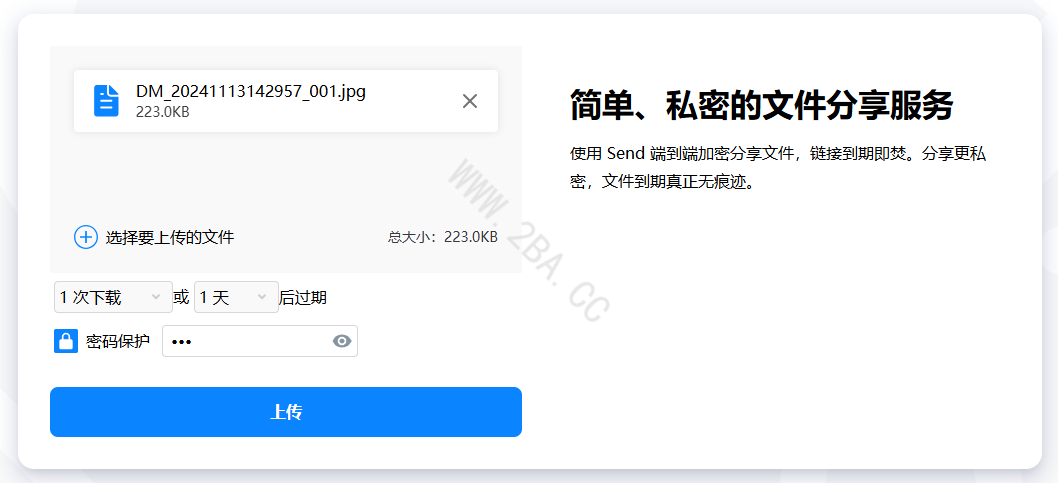 DM_20241113142957_001.jpg
223.0KB
选择要上传的文件
总大小：223.0KB
1 次下载 或 1 天 后过期
密码保护 •••
上传
简单、私密的文件分享服务
使用 Send 端到端加密分享文件，链接到期即焚。分享更私
密，文件到期真正无痕迹。
WWW.2BA.CC